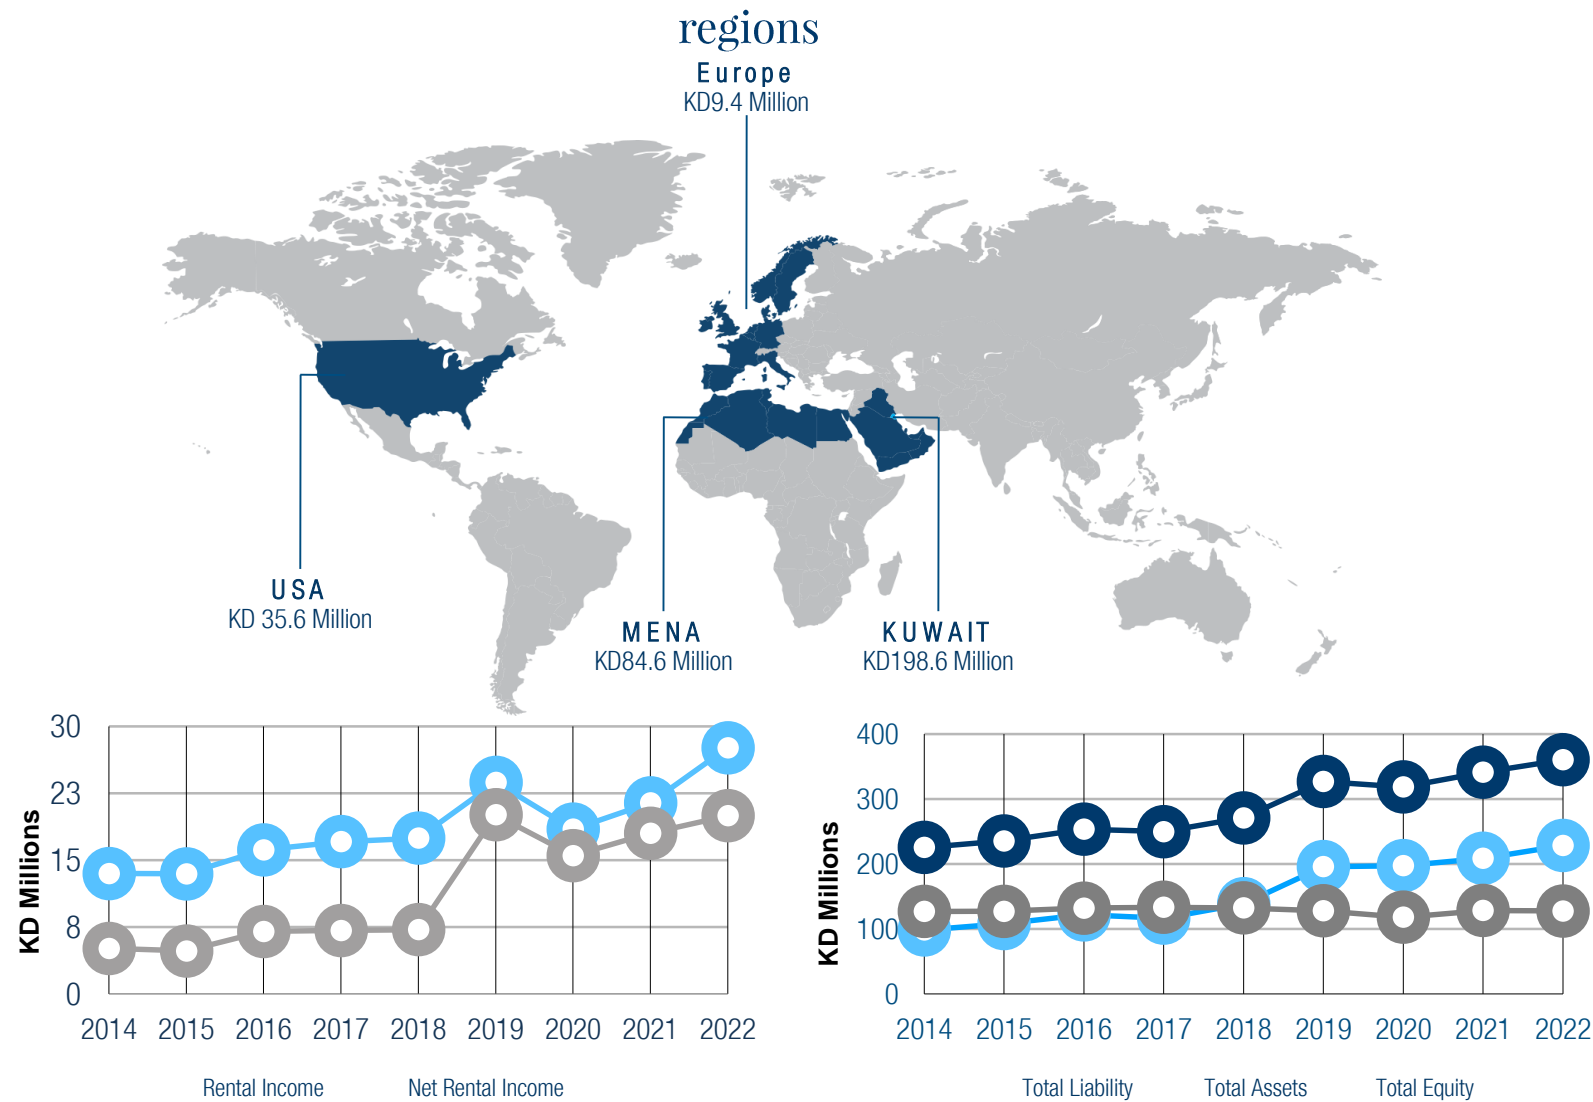 regions
Europe
KD9.4 Million
USA
KD 35.6 Million
MENA
KD84.6 Million
KUWAIT
KD198.6 Million
30
23
15
8
0
KD Millions
2014 2015 2016 2017 2018 2019 2020 2021 2022
Rental Income Net Rental Income
400
300
200
100
0
KD Millions
2014 2015 2016 2017 2018 2019 2020 2021 2022
Total Liability Total Assets Total Equity